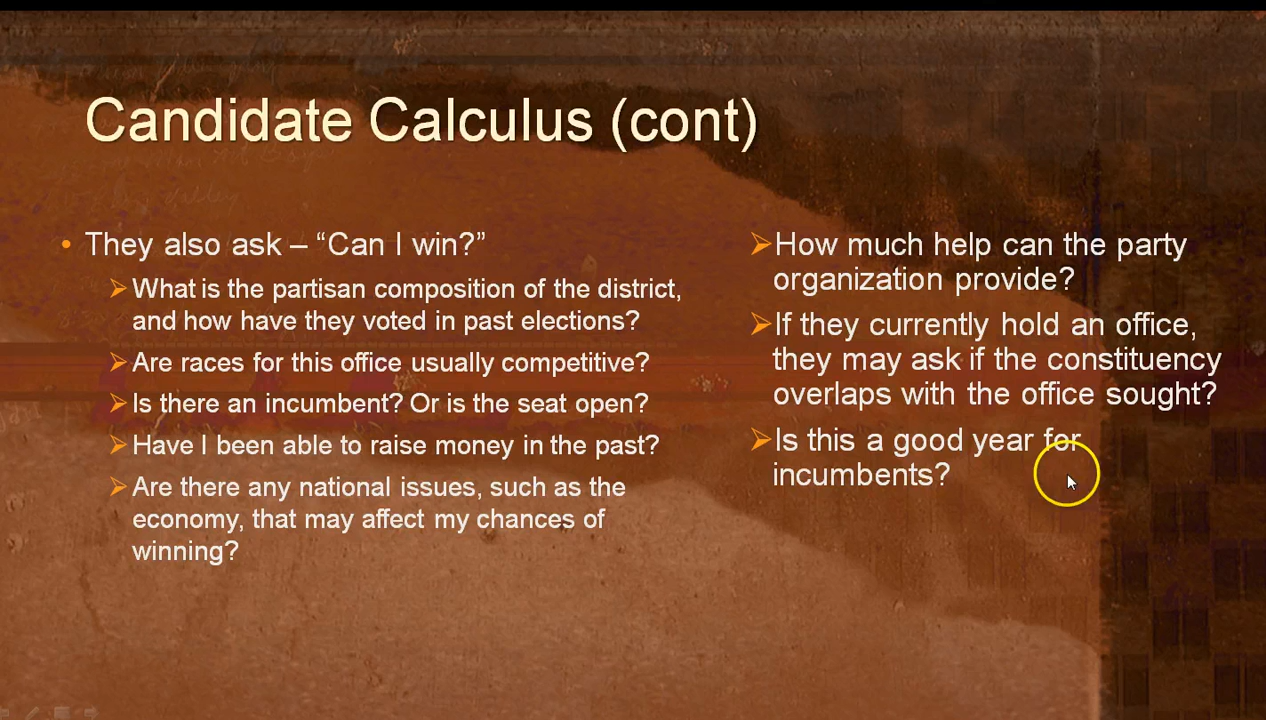 Candidate Calculus (cont)
• They also ask – “Can I win?”
➢What is the partisan composition of the district,
and how have they voted in past elections?
➢Are races for this office usually competitive?
➢Is there an incumbent? Or is the seat open?
➢Have I been able to raise money in the past?
➢Are there any national issues, such as the
economy, that may affect my chances of
winning?
➢How much help can the party
organization provide?
➢If they currently hold an office,
they may ask if the constituency
overlaps with the office sought?
➢Is this a good year for
incumbents?